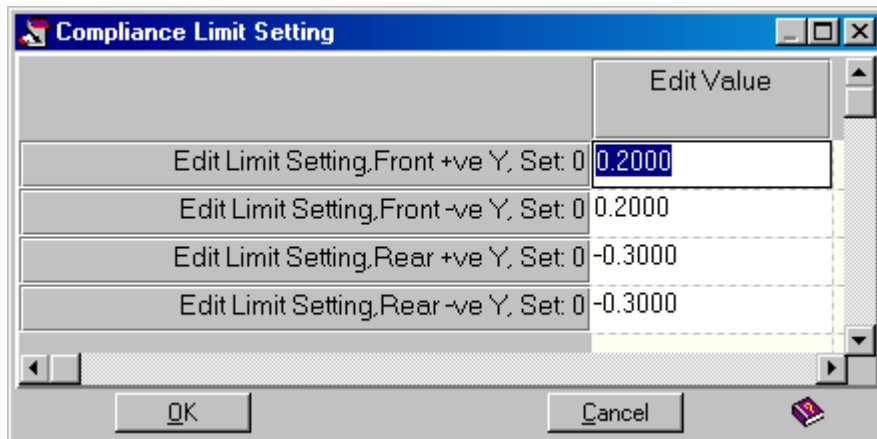 Compliance Limit Setting
Edit Value
Edit Limit Setting,Front +ve Y, Set: 0 0.2000
Edit Limit Setting,Front -ve Y, Set: 0 0.2000
Edit Limit Setting,Rear +ve Y, Set: 0 -0.3000
Edit Limit Setting,Rear -ve Y, Set: 0 -0.3000
OK Cancel